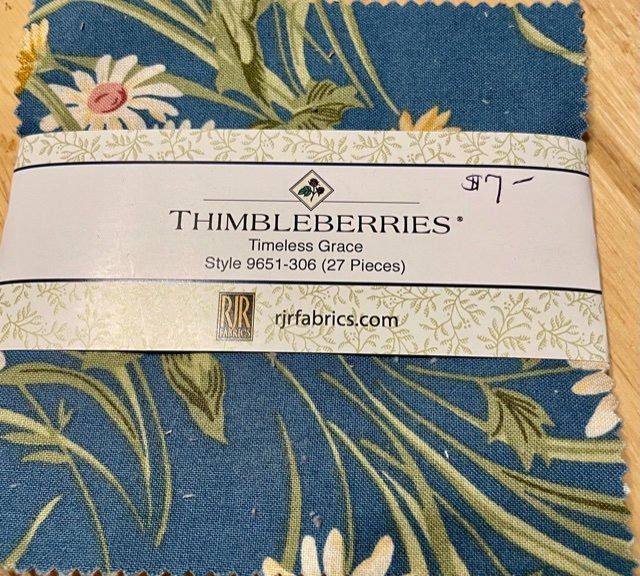 $7-
THIMBLEBERRIES®
Timeless Grace
Style 9651-306 (27 Pieces)
RJR
FABRICS
rjrfabrics.com